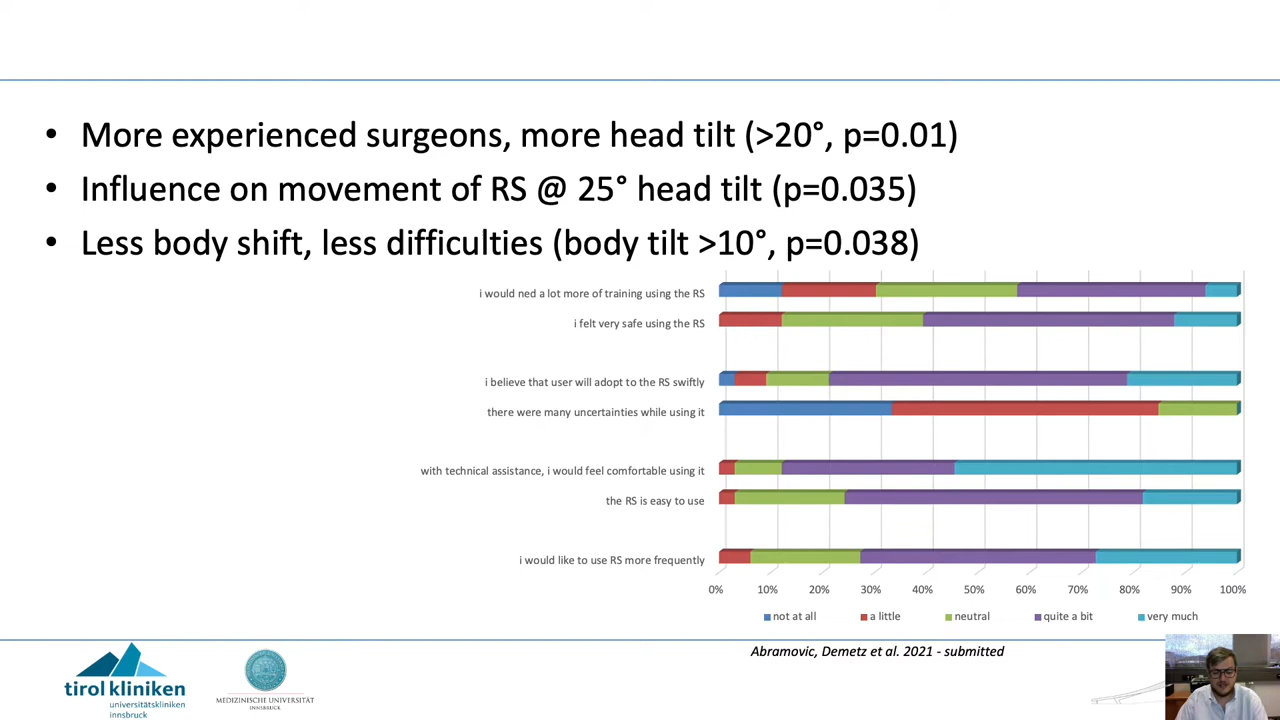 • More experienced surgeons, more head tilt (>20°, p=0.01)
• Influence on movement of RS @ 25° head tilt (p=0.035)
• Less body shift, less difficulties (body tilt >10°, p=0.038)
i would ned a lot more of training using the RS
i felt very safe using the RS
i believe that user will adopt to the RS swiftly
there were many uncertainties while using it
with technical assistance, i would feel comfortable using it
the RS is easy to use
i would like to use RS more frequently
0% 10% 20% 30% 40% 50% 60% 70% 80% 90% 100%
not at all a little neutral quite a bit very much
Abramovic, Demetz et al. 2021 - submitted
tirol kliniken
universitätskliniken
innsbruck
MEDIZINISCHE UNIVERSITÄT
INNSBRUCK